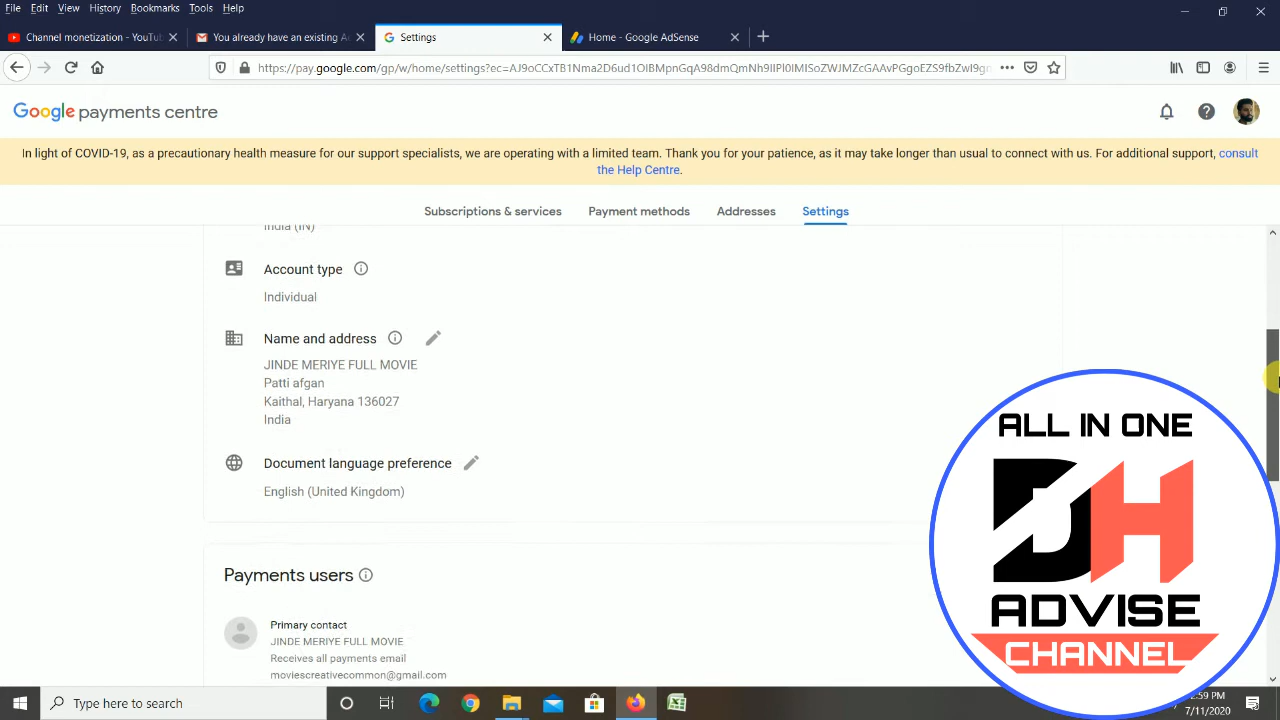 File Edit View History Bookmarks Tools Help
Channel monetization - YouTu
You already have an existing A
Settings
Home - Google AdSense
Google payments centre
In light of COVID-19, as a precautionary health measure for our support specialists, we are operating with a limited team. Thank you for your patience, as it may take longer than usual to connect with us. For additional support, consult
the Help Centre.
Subscriptions & services Payment methods Addresses Settings
India (IN)
Account type
Individual
Name and address
JINDE MERIYE FULL MOVIE
Patti afgan
Kaithal, Haryana 136027
India
Document language preference
English (United Kingdom)
Payments users
Primary contact
JINDE MERIYE FULL MOVIE
Receives all payments email
moviescreativecommon@gmail.com
ALL IN ONE
DH
ADVISE
CHANNEL
Type here to search
:59 PM
7/11/2020